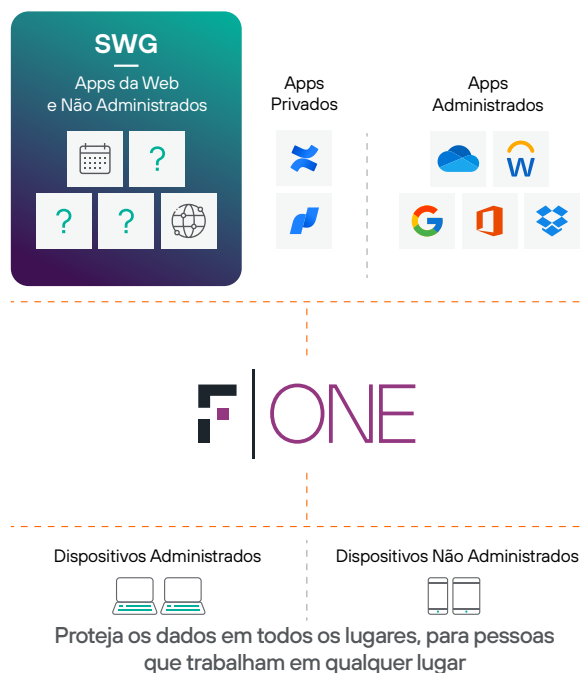 SWG
Apps da Web
e Não Administrados
Apps
Privados
Apps
Administrados
?
? ?
F ONE
Dispositivos Administrados
Dispositivos Não Administrados
Proteja os dados em todos os lugares, para pessoas
que trabalham em qualquer lugar